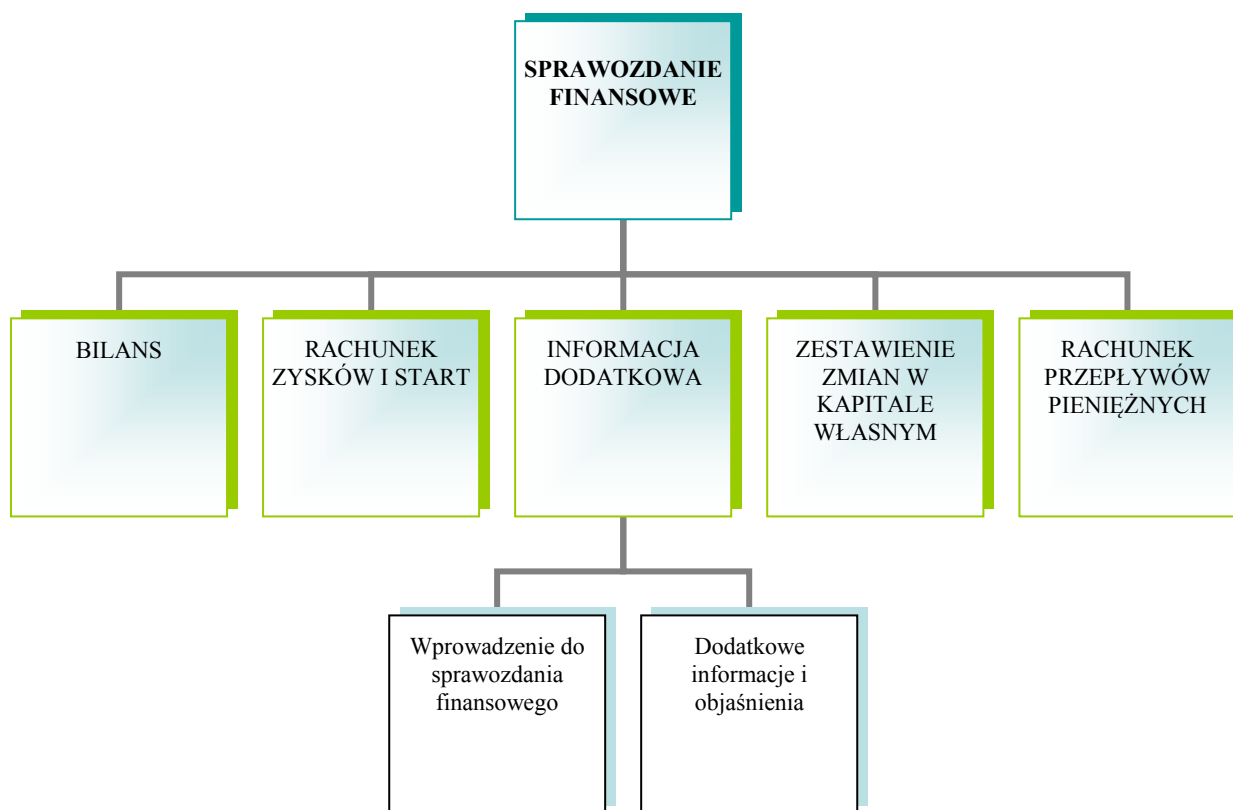 SPRAWOZDANIE
FINANSOWE
BILANS
RACHUNEK
ZYSKÓW I START
INFORMACJA
DODATKOWA
ZESTAWIENIE
ZMIAN W
KAPITALE
WŁASNYM
RACHUNEK
PRZEPŁYWÓW
PIENIĘŻNYCH
Wprowadzenie do
sprawozdania
finansowego
Dodatkowe
informacje i
objaśnienia